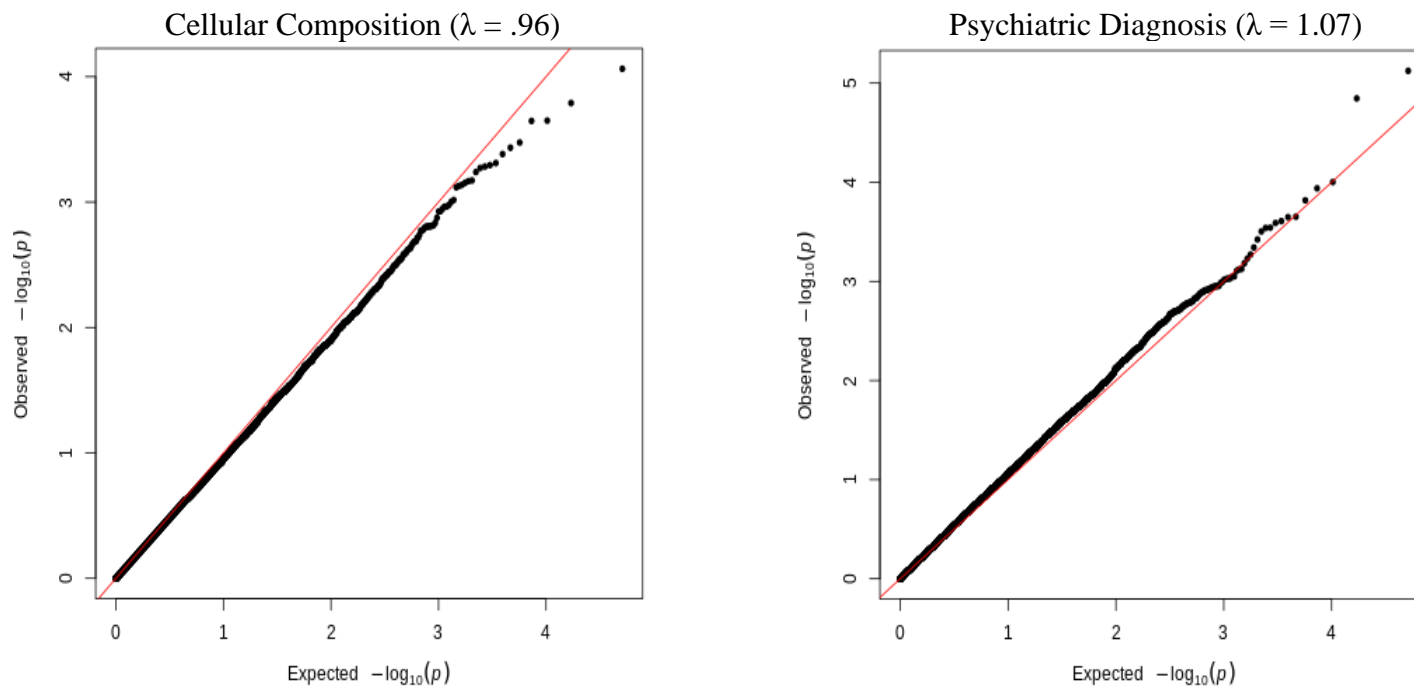 Cellular Composition (λ = .96)
4
3
2
1
0
Observed −log10(p)
0 1 2 3 4
Expected −log10(p)
Psychiatric Diagnosis (λ = 1.07)
5
4
3
2
1
0
Observed −log10(p)
0 1 2 3 4
Expected −log10(p)